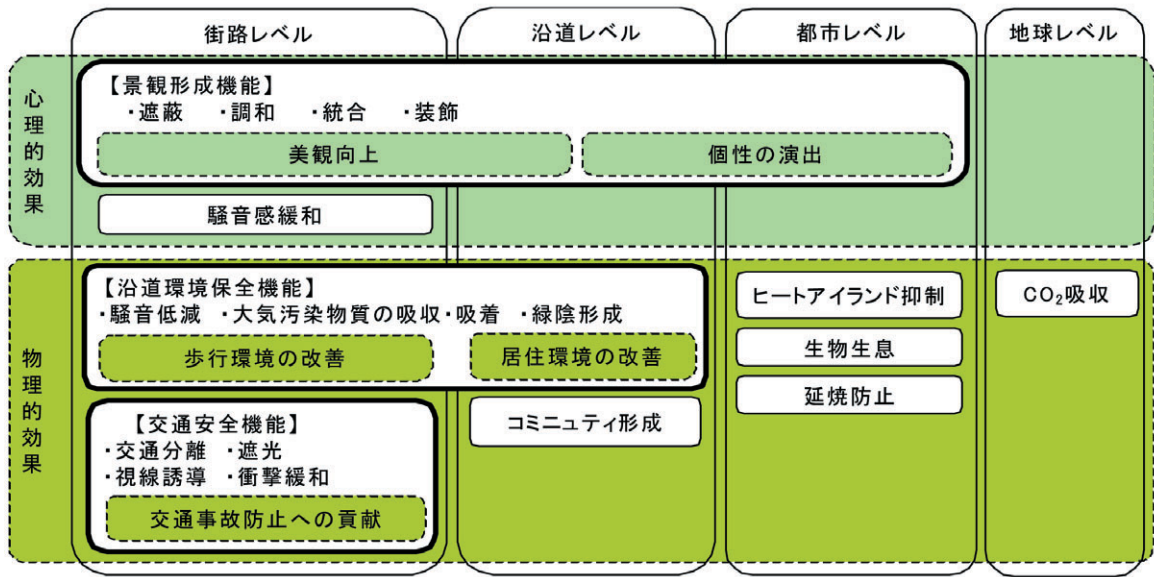 街路レベル
沿道レベル
都市レベル
地球レベル
心理的効果
【景観形成機能】
・遮蔽 ・調和 ・統合 ・装飾
美観向上
個性の演出
騒音感緩和
物理的効果
【沿道環境保全機能】
・騒音低減 ・大気汚染物質の吸収・吸着 ・緑陰形成
歩行環境の改善
居住環境の改善
ヒートアイランド抑制
CO₂吸収
生物生息
延焼防止
コミニュティ形成
【交通安全機能】
・交通分離 ・遮光
・視線誘導 ・衝撃緩和
交通事故防止への貢献